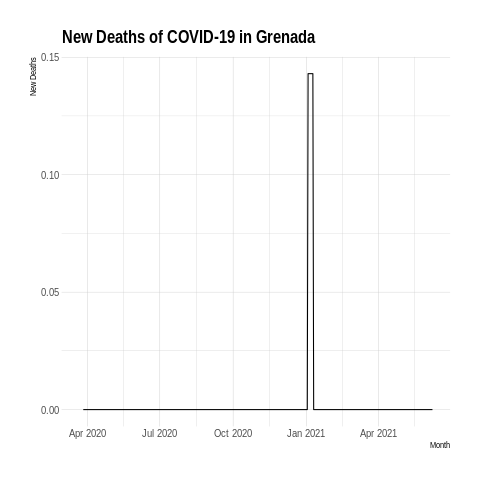 New Deaths of COVID-19 in Grenada
New Deaths
0.15
0.10
0.05
0.00
Apr 2020 Jul 2020 Oct 2020 Jan 2021 Apr 2021
Month